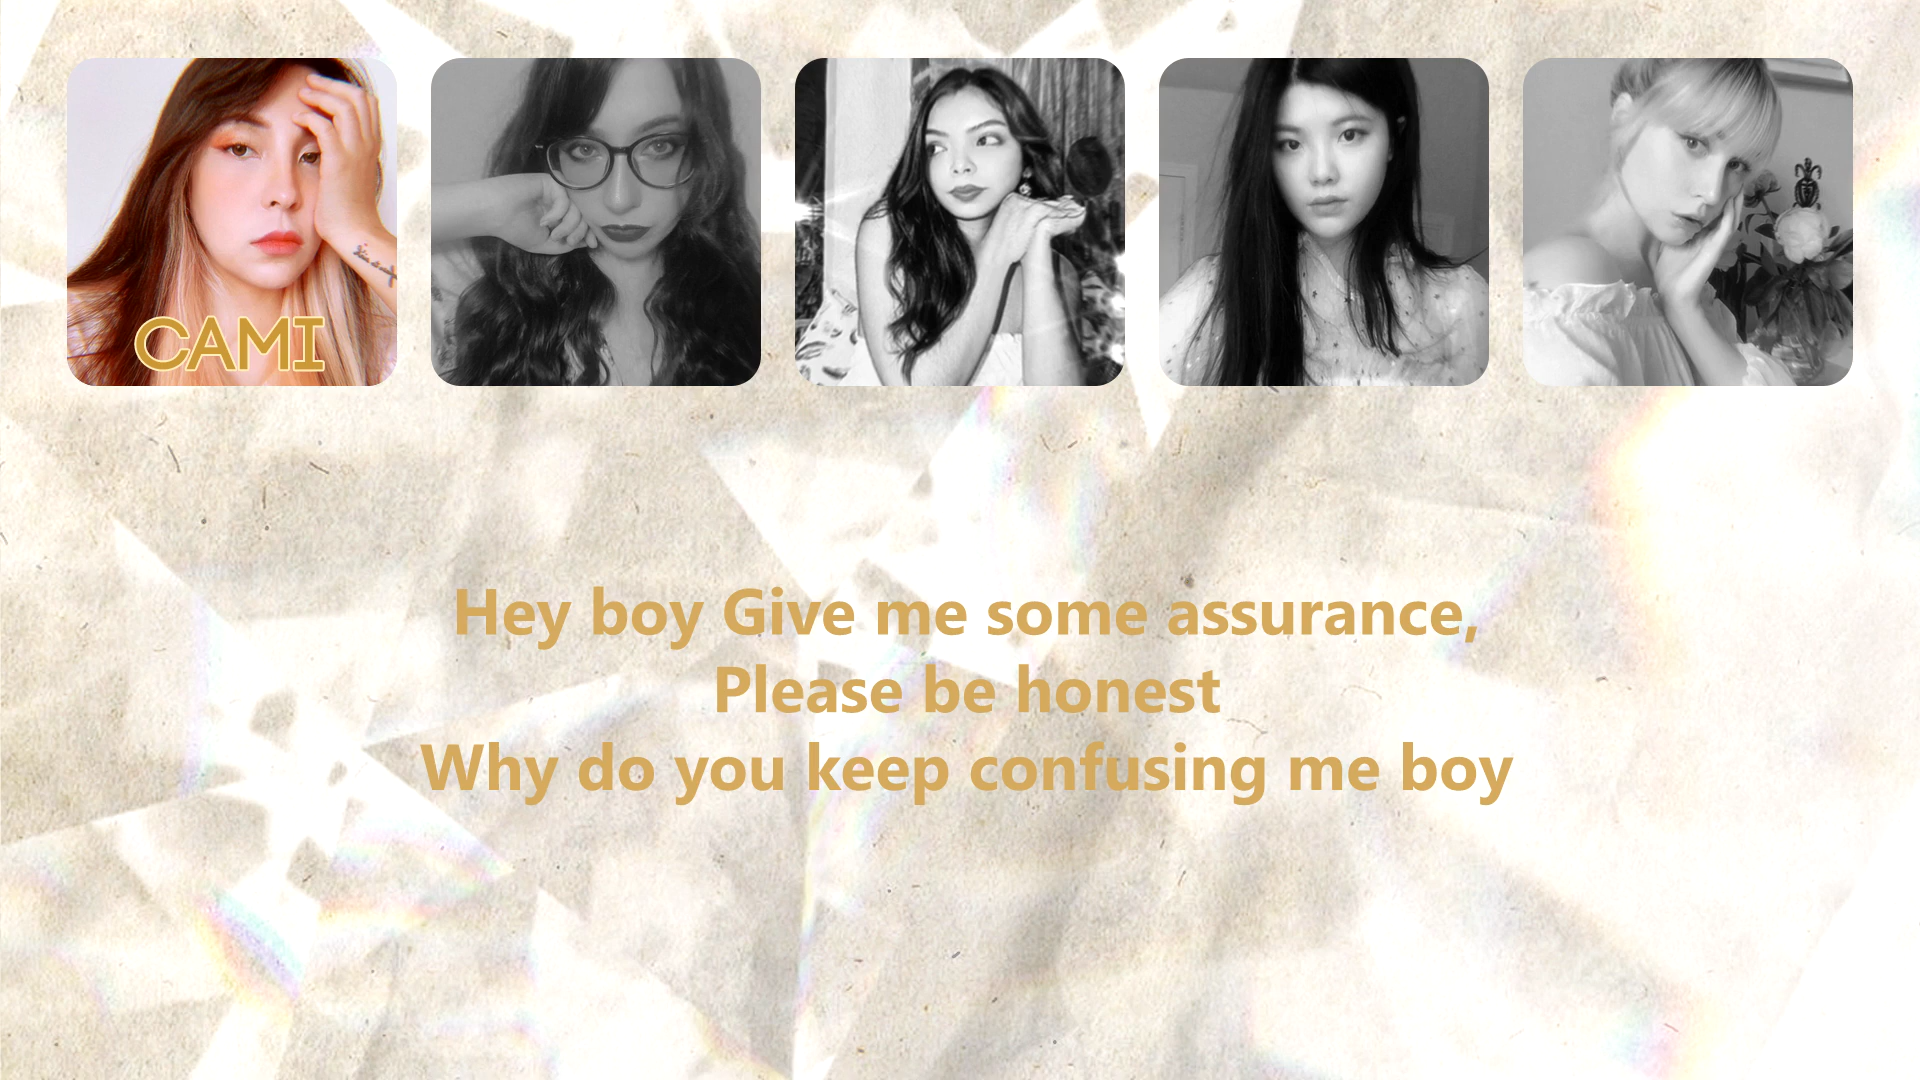 CAMI
Hey boy Give me some assurance,
Please be honest
Why do you keep confusing me boy